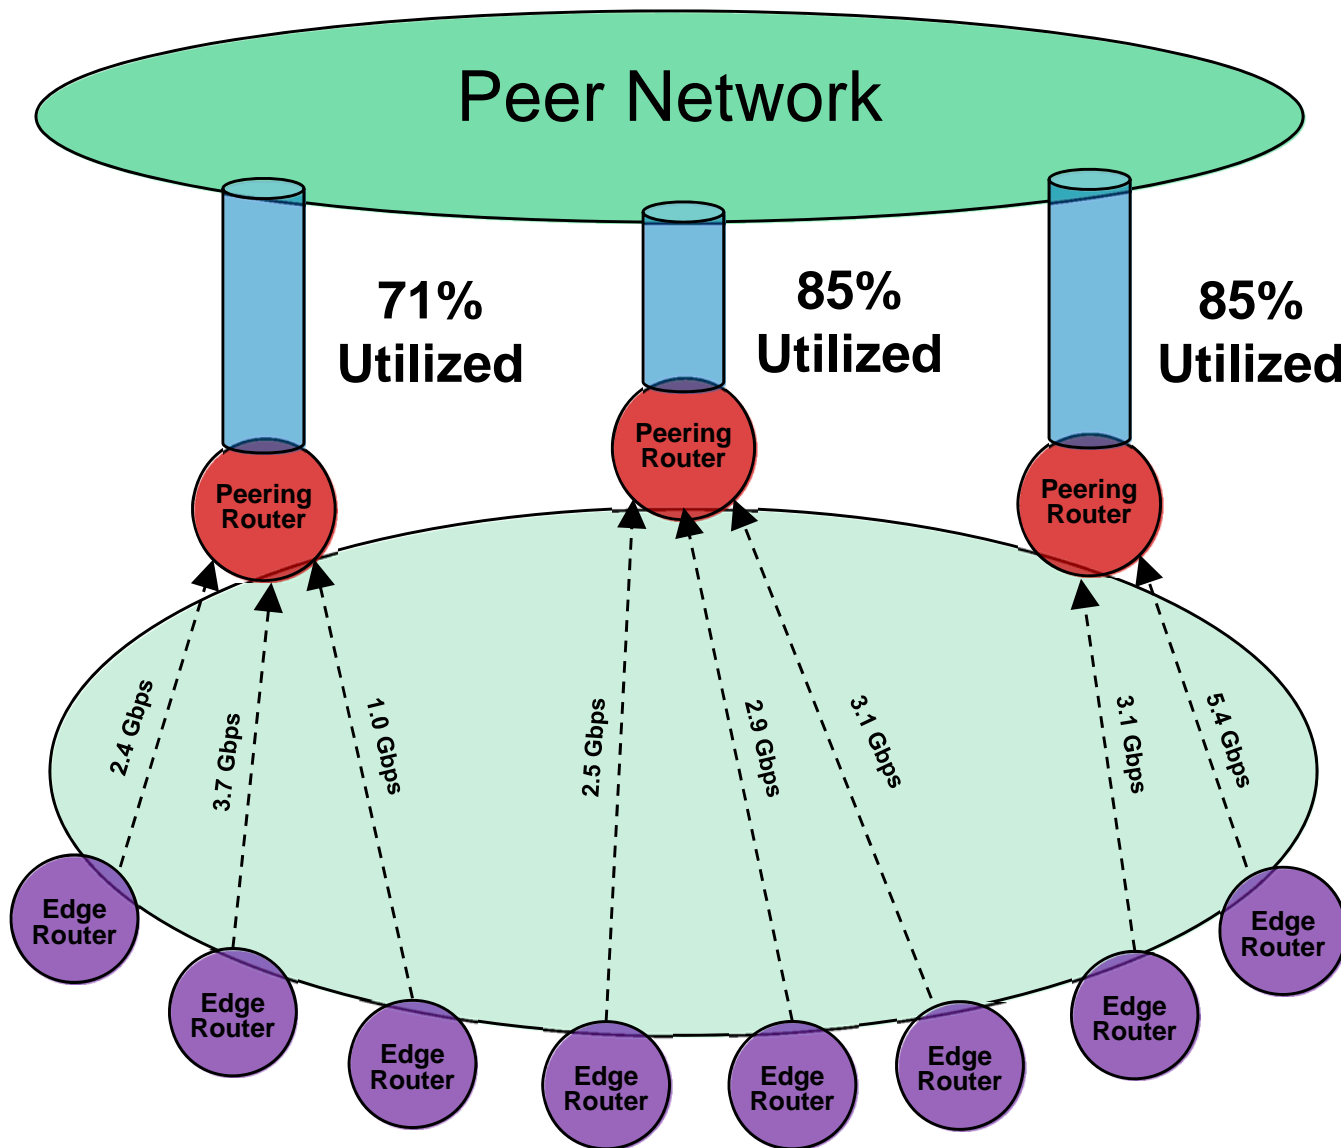 Peer Network
71%
Utilized
85%
Utilized
85%
Utilized
Peering
Router
Peering
Router
Peering
Router
2.4 Gbps
3.7 Gbps
1.0 Gbps
2.5 Gbps
2.9 Gbps
3.1 Gbps
3.1 Gbps
5.4 Gbps
Edge
Router
Edge
Router
Edge
Router
Edge
Router
Edge
Router
Edge
Router
Edge
Router
Edge
Router